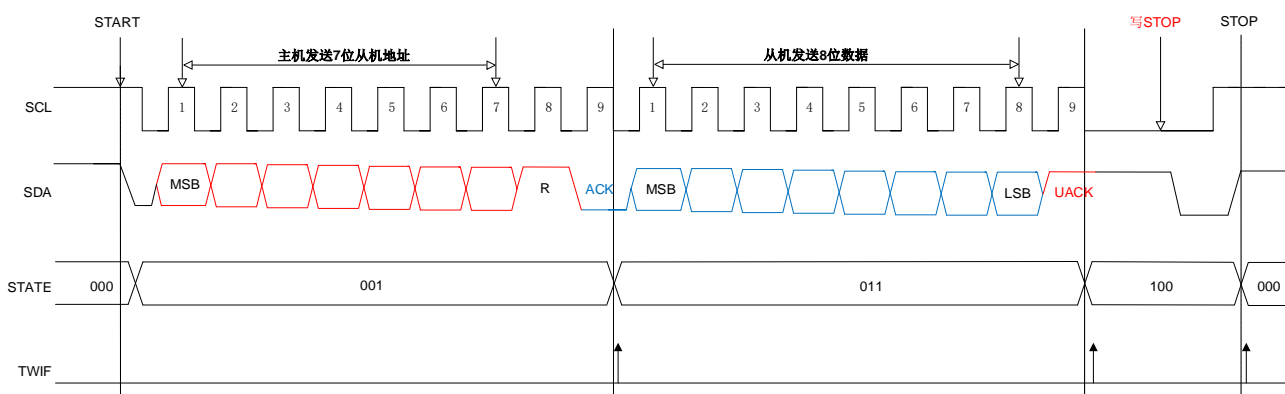 START 写STOP STOP
主机发送7位从机地址 从机发送8位数据
SCL 1 2 3 4 5 6 7 8 9 1 2 3 4 5 6 7 8 9
SDA MSB R ACK MSB LSB UACK
STATE 000 001 011 100 000
TWIF